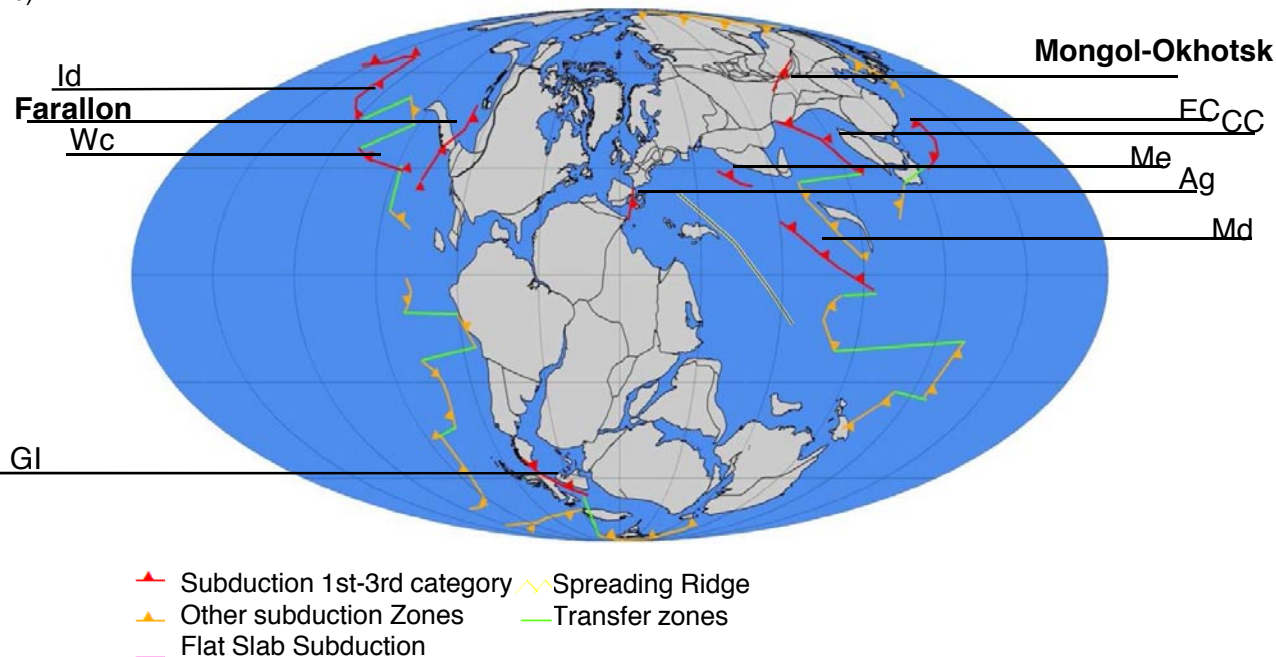 Mongol-Okhotsk
Id
Farallon
EC
CC
Wc
Me
Ag
Md
GI
Subduction 1st-3rd category
Spreading Ridge
Other subduction Zones
Transfer zones
Flat Slab Subduction